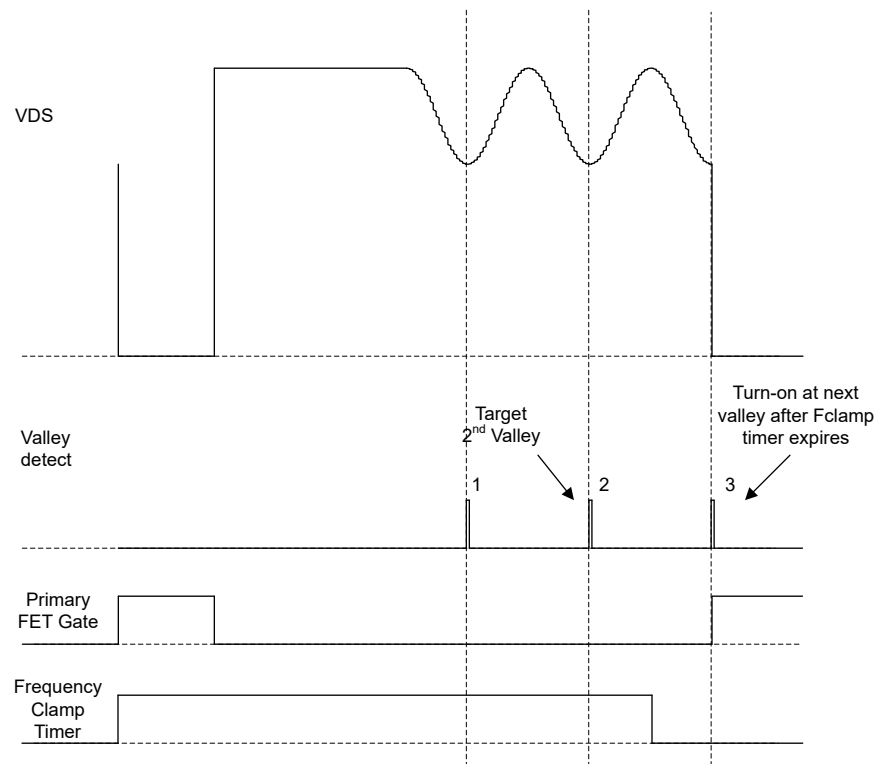 VDS
Valley
detect
Target
2nd Valley
Turn-on at next
valley after Fclamp
timer expires
1
2
3
Primary
FET Gate
Frequency
Clamp
Timer